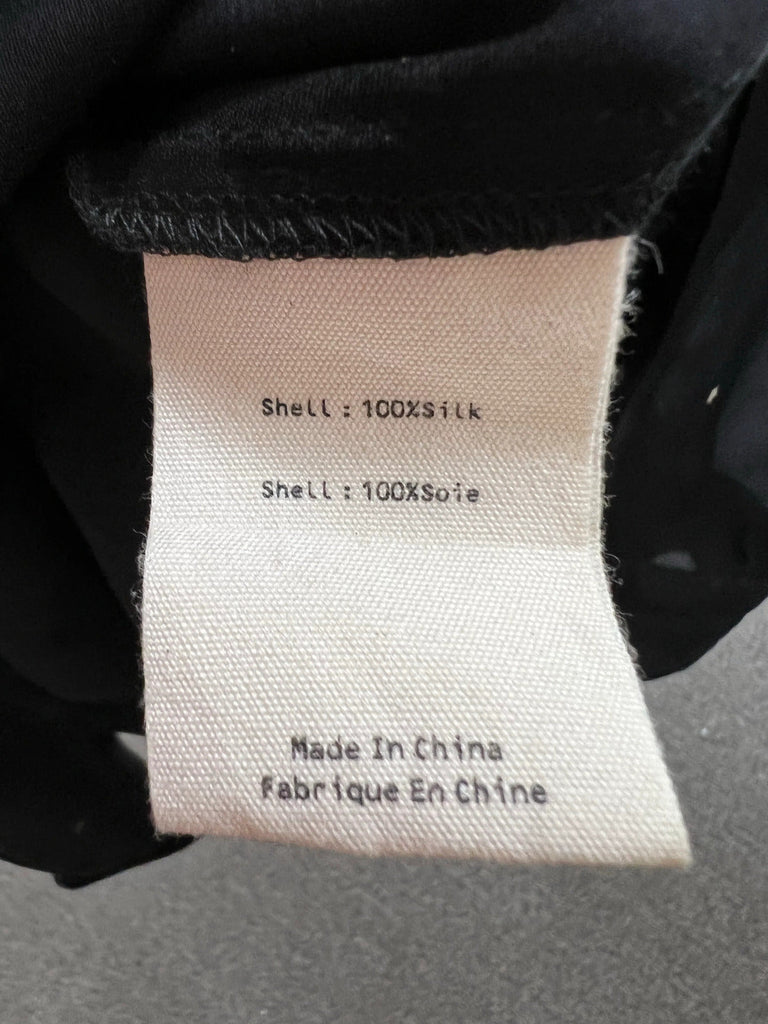 Shell : 100%Silk
Shell : 100%Soie
Made In China
Fabrique En Chine